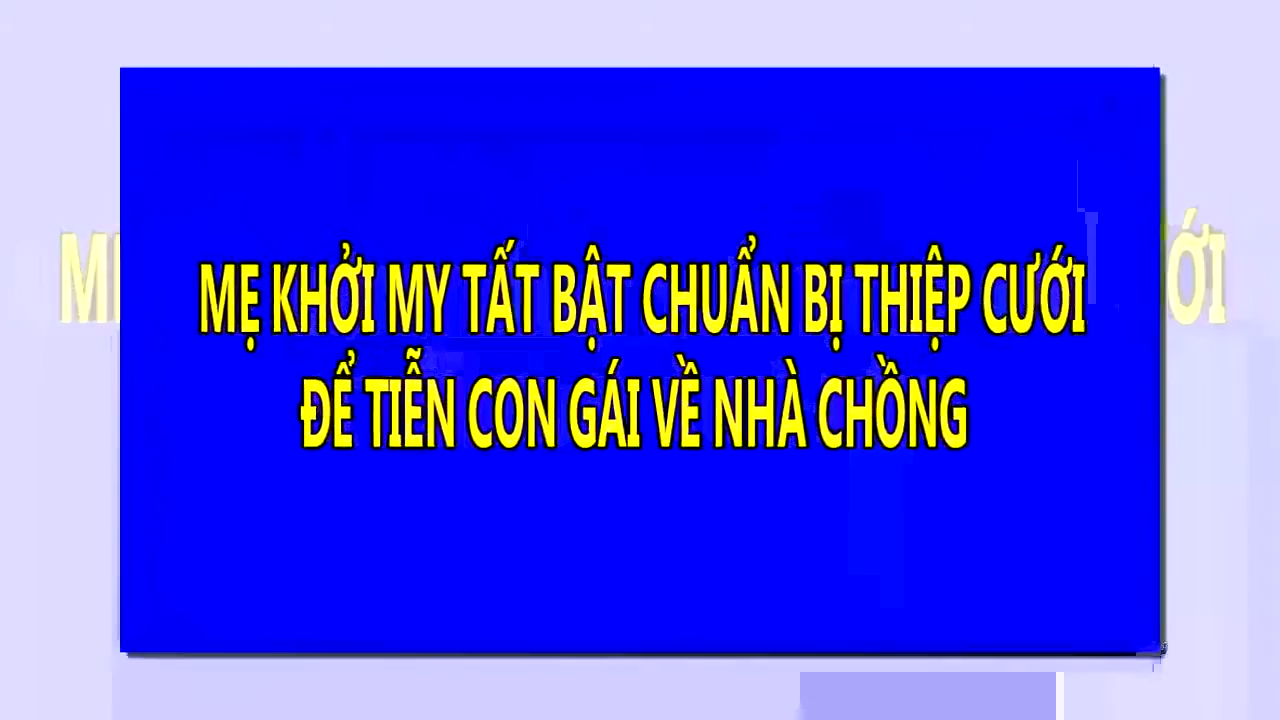 MẸ KHỞI MY TẤT BẬT CHUẨN BỊ THIỆP CƯỚI
ĐỂ TIỄN CON GÁI VỀ NHÀ CHỒNG